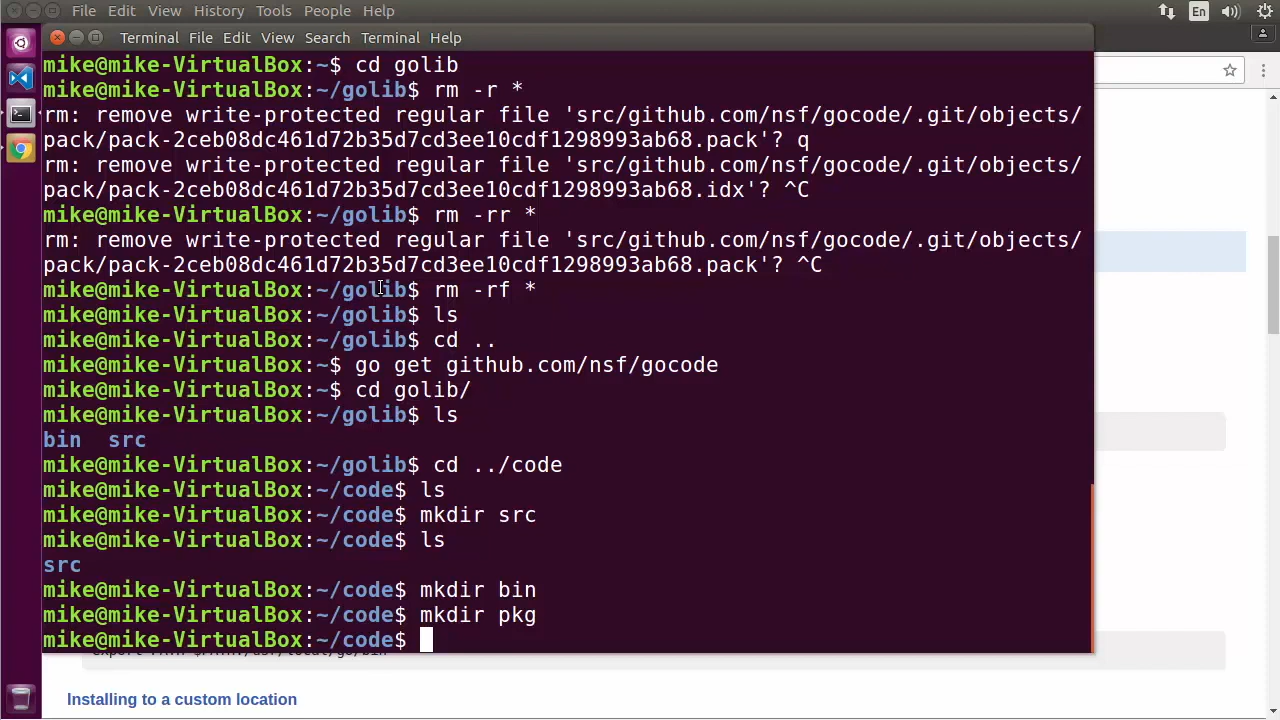 File Edit View History Tools People Help
En
Terminal File Edit View Search Terminal Help
mike@mike-VirtualBox:~$ cd golib
mike@mike-VirtualBox:~/golib$ rm -r *
rm: remove write-protected regular file 'src/github.com/nsf/gocode/.git/objects/
pack/pack-2ceb08dc461d72b35d7cd3ee10cdf1298993ab68.pack'? q
rm: remove write-protected regular file 'src/github.com/nsf/gocode/.git/objects/
pack/pack-2ceb08dc461d72b35d7cd3ee10cdf1298993ab68.idx'? ^C
mike@mike-VirtualBox:~/golib$ rm -rr *
rm: remove write-protected regular file 'src/github.com/nsf/gocode/.git/objects/
pack/pack-2ceb08dc461d72b35d7cd3ee10cdf1298993ab68.pack'? ^C
mike@mike-VirtualBox:~/golib$ rm -rf *
mike@mike-VirtualBox:~/golib$ ls
mike@mike-VirtualBox:~/golib$ cd ..
mike@mike-VirtualBox:~$ go get github.com/nsf/gocode
mike@mike-VirtualBox:~$ cd golib/
mike@mike-VirtualBox:~/golib$ ls
bin  src
mike@mike-VirtualBox:~/golib$ cd ../code
mike@mike-VirtualBox:~/code$ ls
mike@mike-VirtualBox:~/code$ mkdir src
mike@mike-VirtualBox:~/code$ ls
src
mike@mike-VirtualBox:~/code$ mkdir bin
mike@mike-VirtualBox:~/code$ mkdir pkg
mike@mike-VirtualBox:~/code$
Installing to a custom location